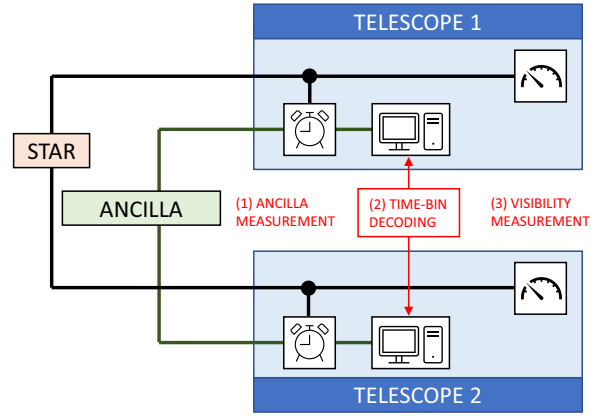 TELESCOPE 1
STAR
ANCILLA
(1) ANCILLA
MEASUREMENT
(2) TIME-BIN
DECODING
(3) VISIBILITY
MEASUREMENT
TELESCOPE 2